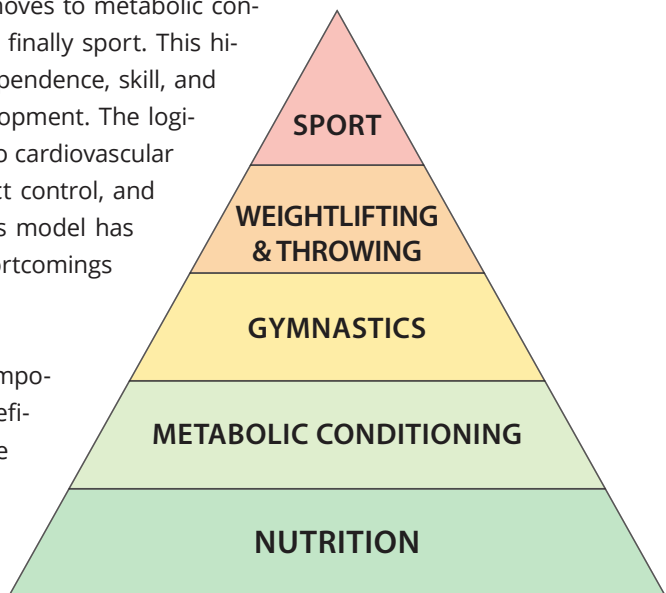 moves to metabolic con-
finally sport. This hi-
pendence, skill, and
opment. The logi-
o cardiovascular
ct control, and
s model has
ortcomings
mpo-
efi-
e
SPORT
WEIGHTLIFTING
& THROWING
GYMNASTICS
METABOLIC CONDITIONING
NUTRITION